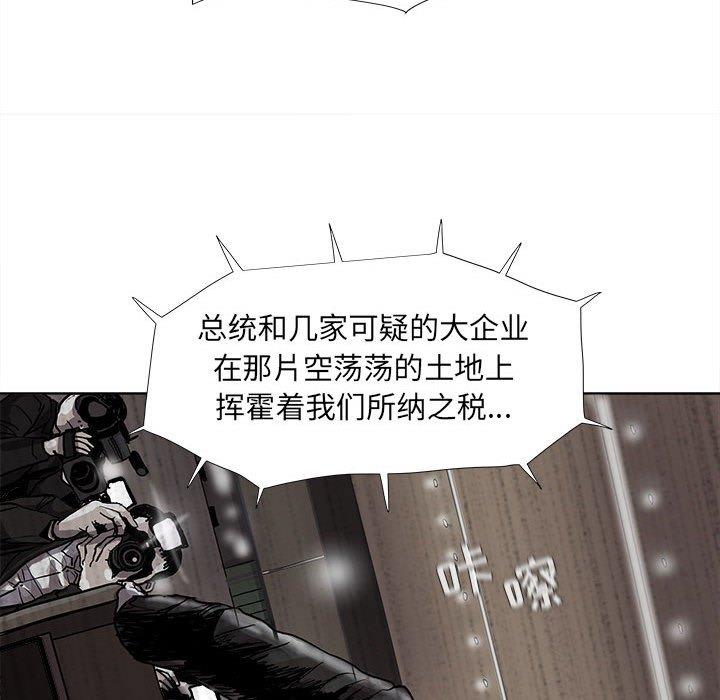 总统和几家可疑的大企业
在那片空荡荡的土地上
挥霍着我们所纳之税...
咔嚓